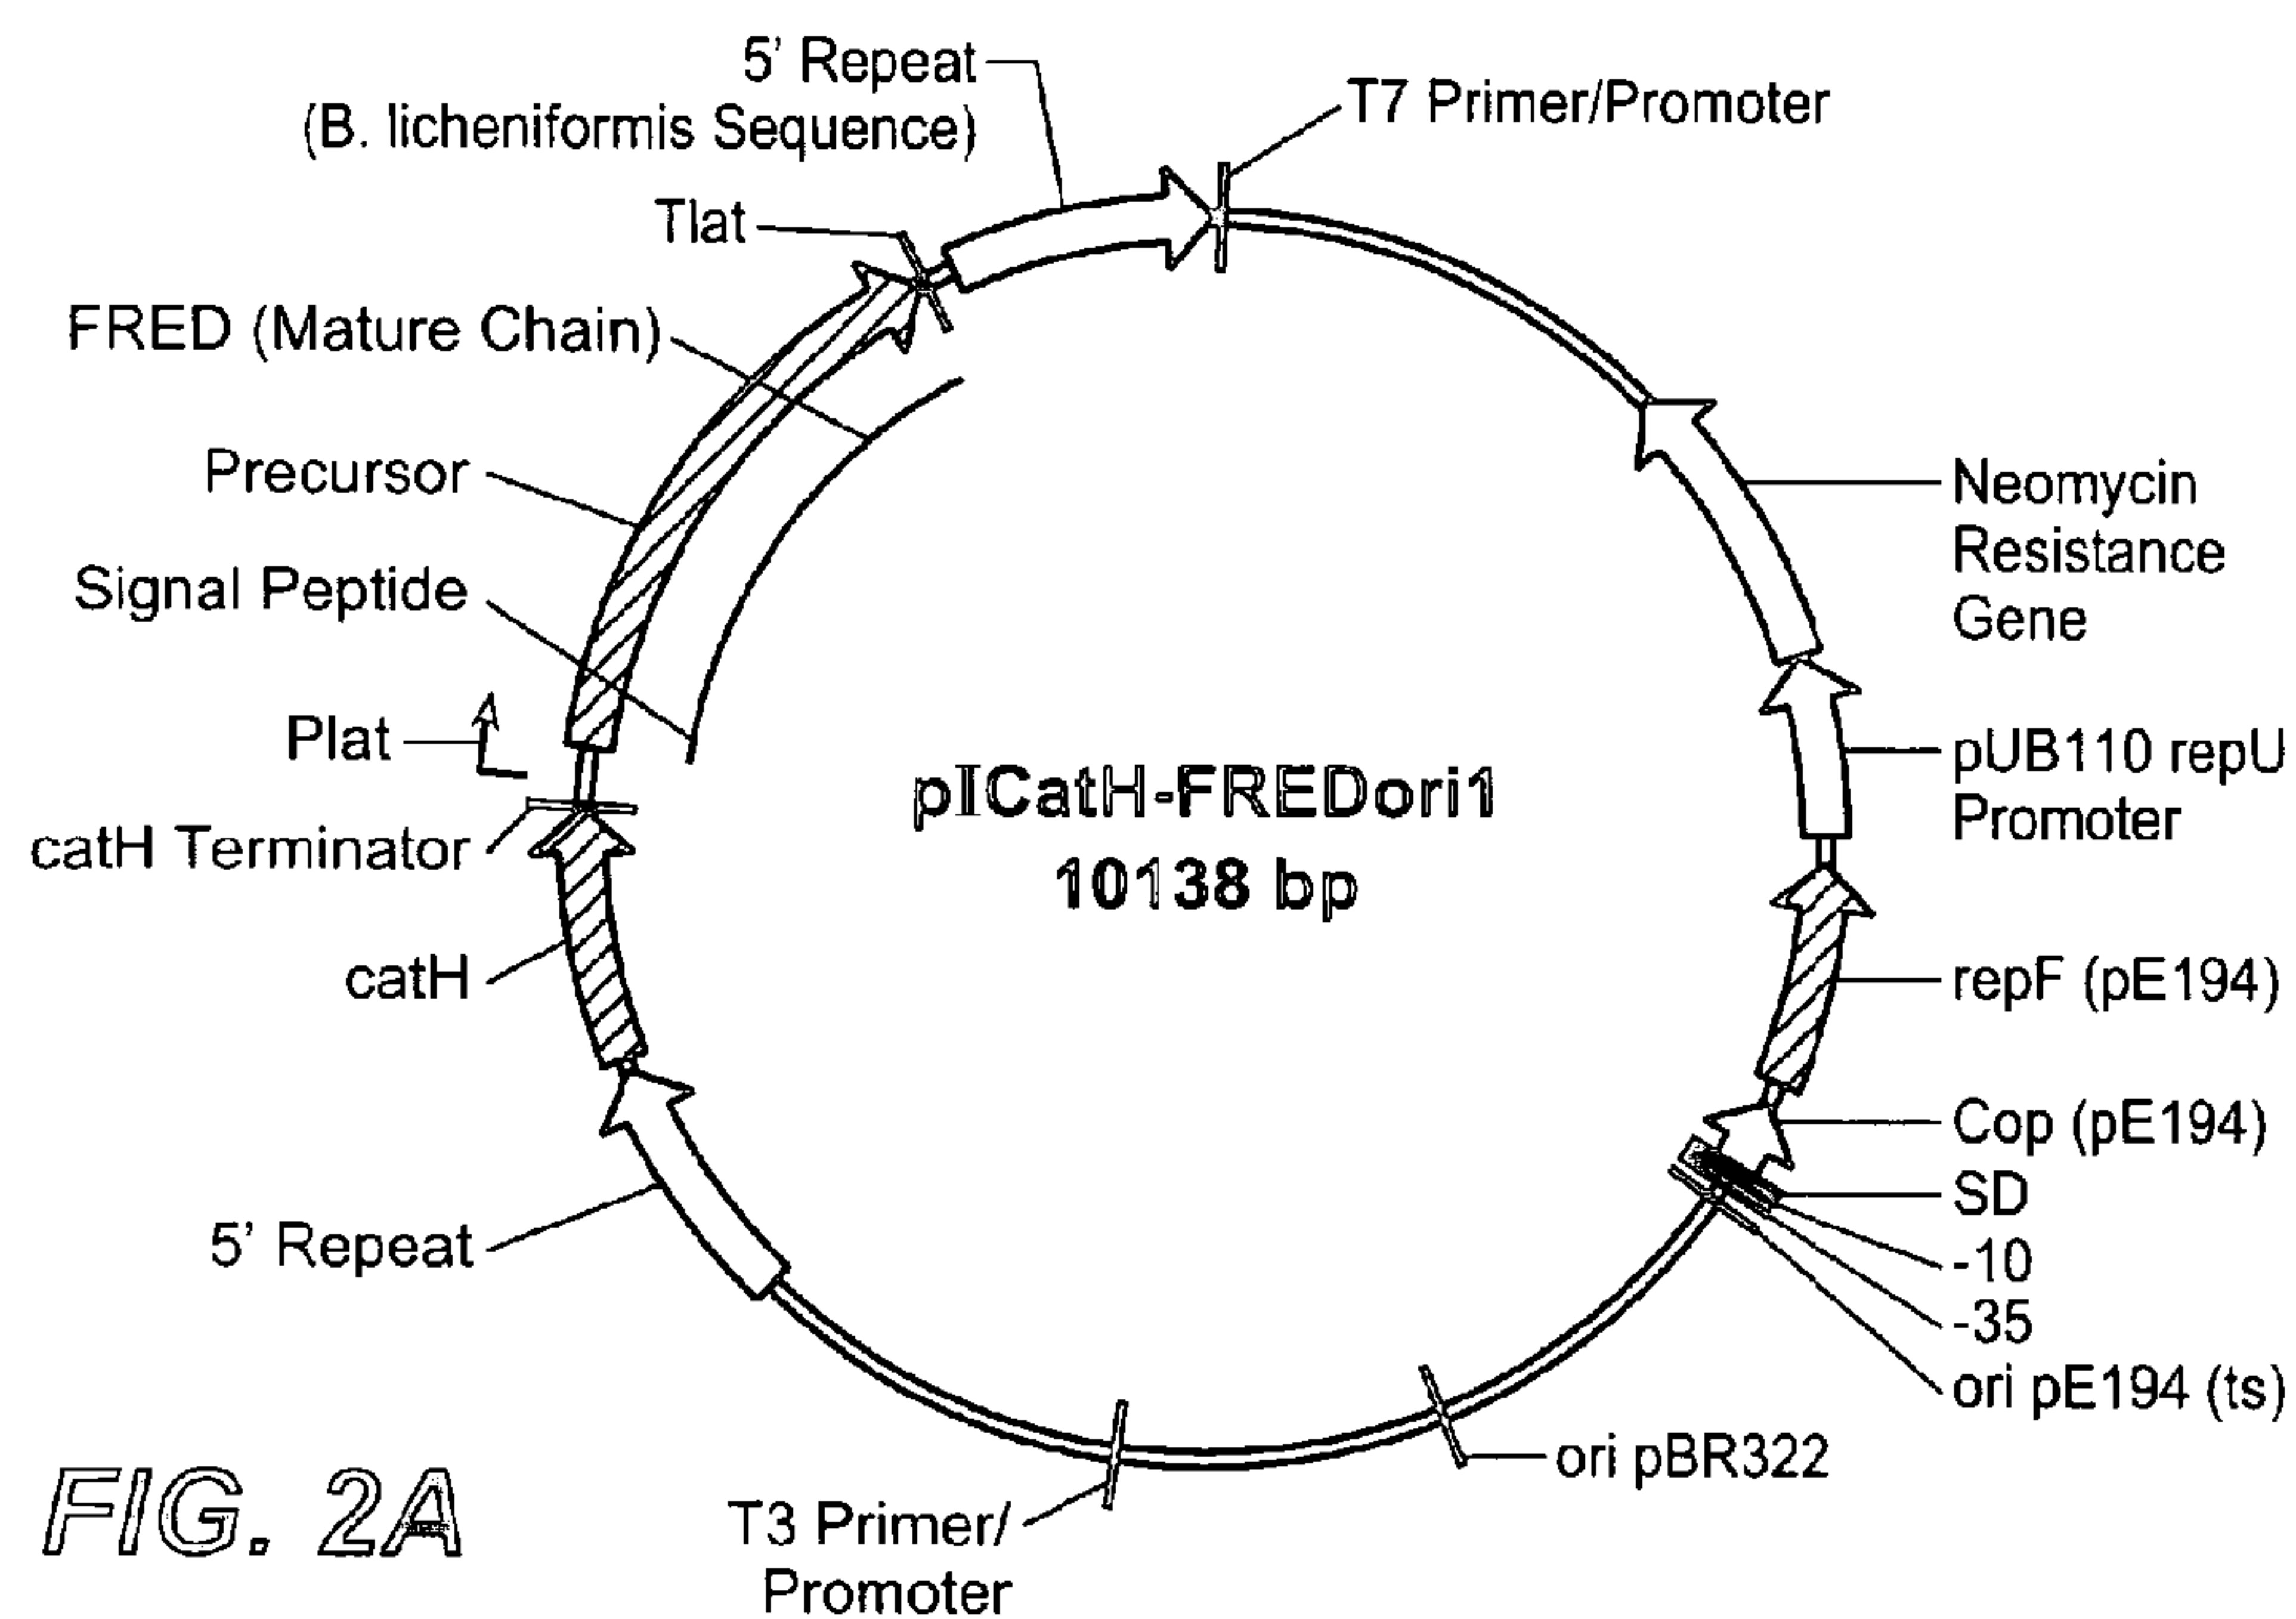 5' Repeat
(B. licheniformis Sequence)
T7 Primer/Promoter
Tlat
FRED (Mature Chain)
Precursor
Signal Peptide
Plat
catH Terminator
catH
5' Repeat
pICatH-FREDori1
10138 bp
Neomycin
Resistance
Gene
pUB110 repU
Promoter
repF (pE194)
Cop (pE194)
SD
-10
-35
ori pE194 (ts)
ori pBR322
T3 Primer/
Promoter
FIG. 2A